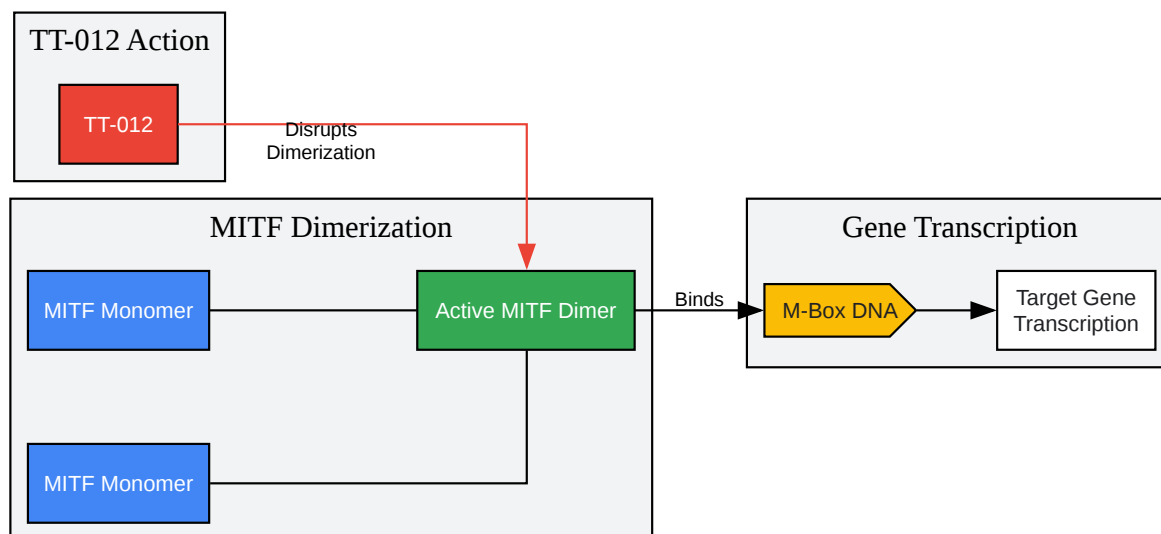 TT-012 Action
TT-012
Disrupts
Dimerization
MITF Dimerization
MITF Monomer
Active MITF Dimer
MITF Monomer
Binds
Gene Transcription
M-Box DNA
Target Gene
Transcription